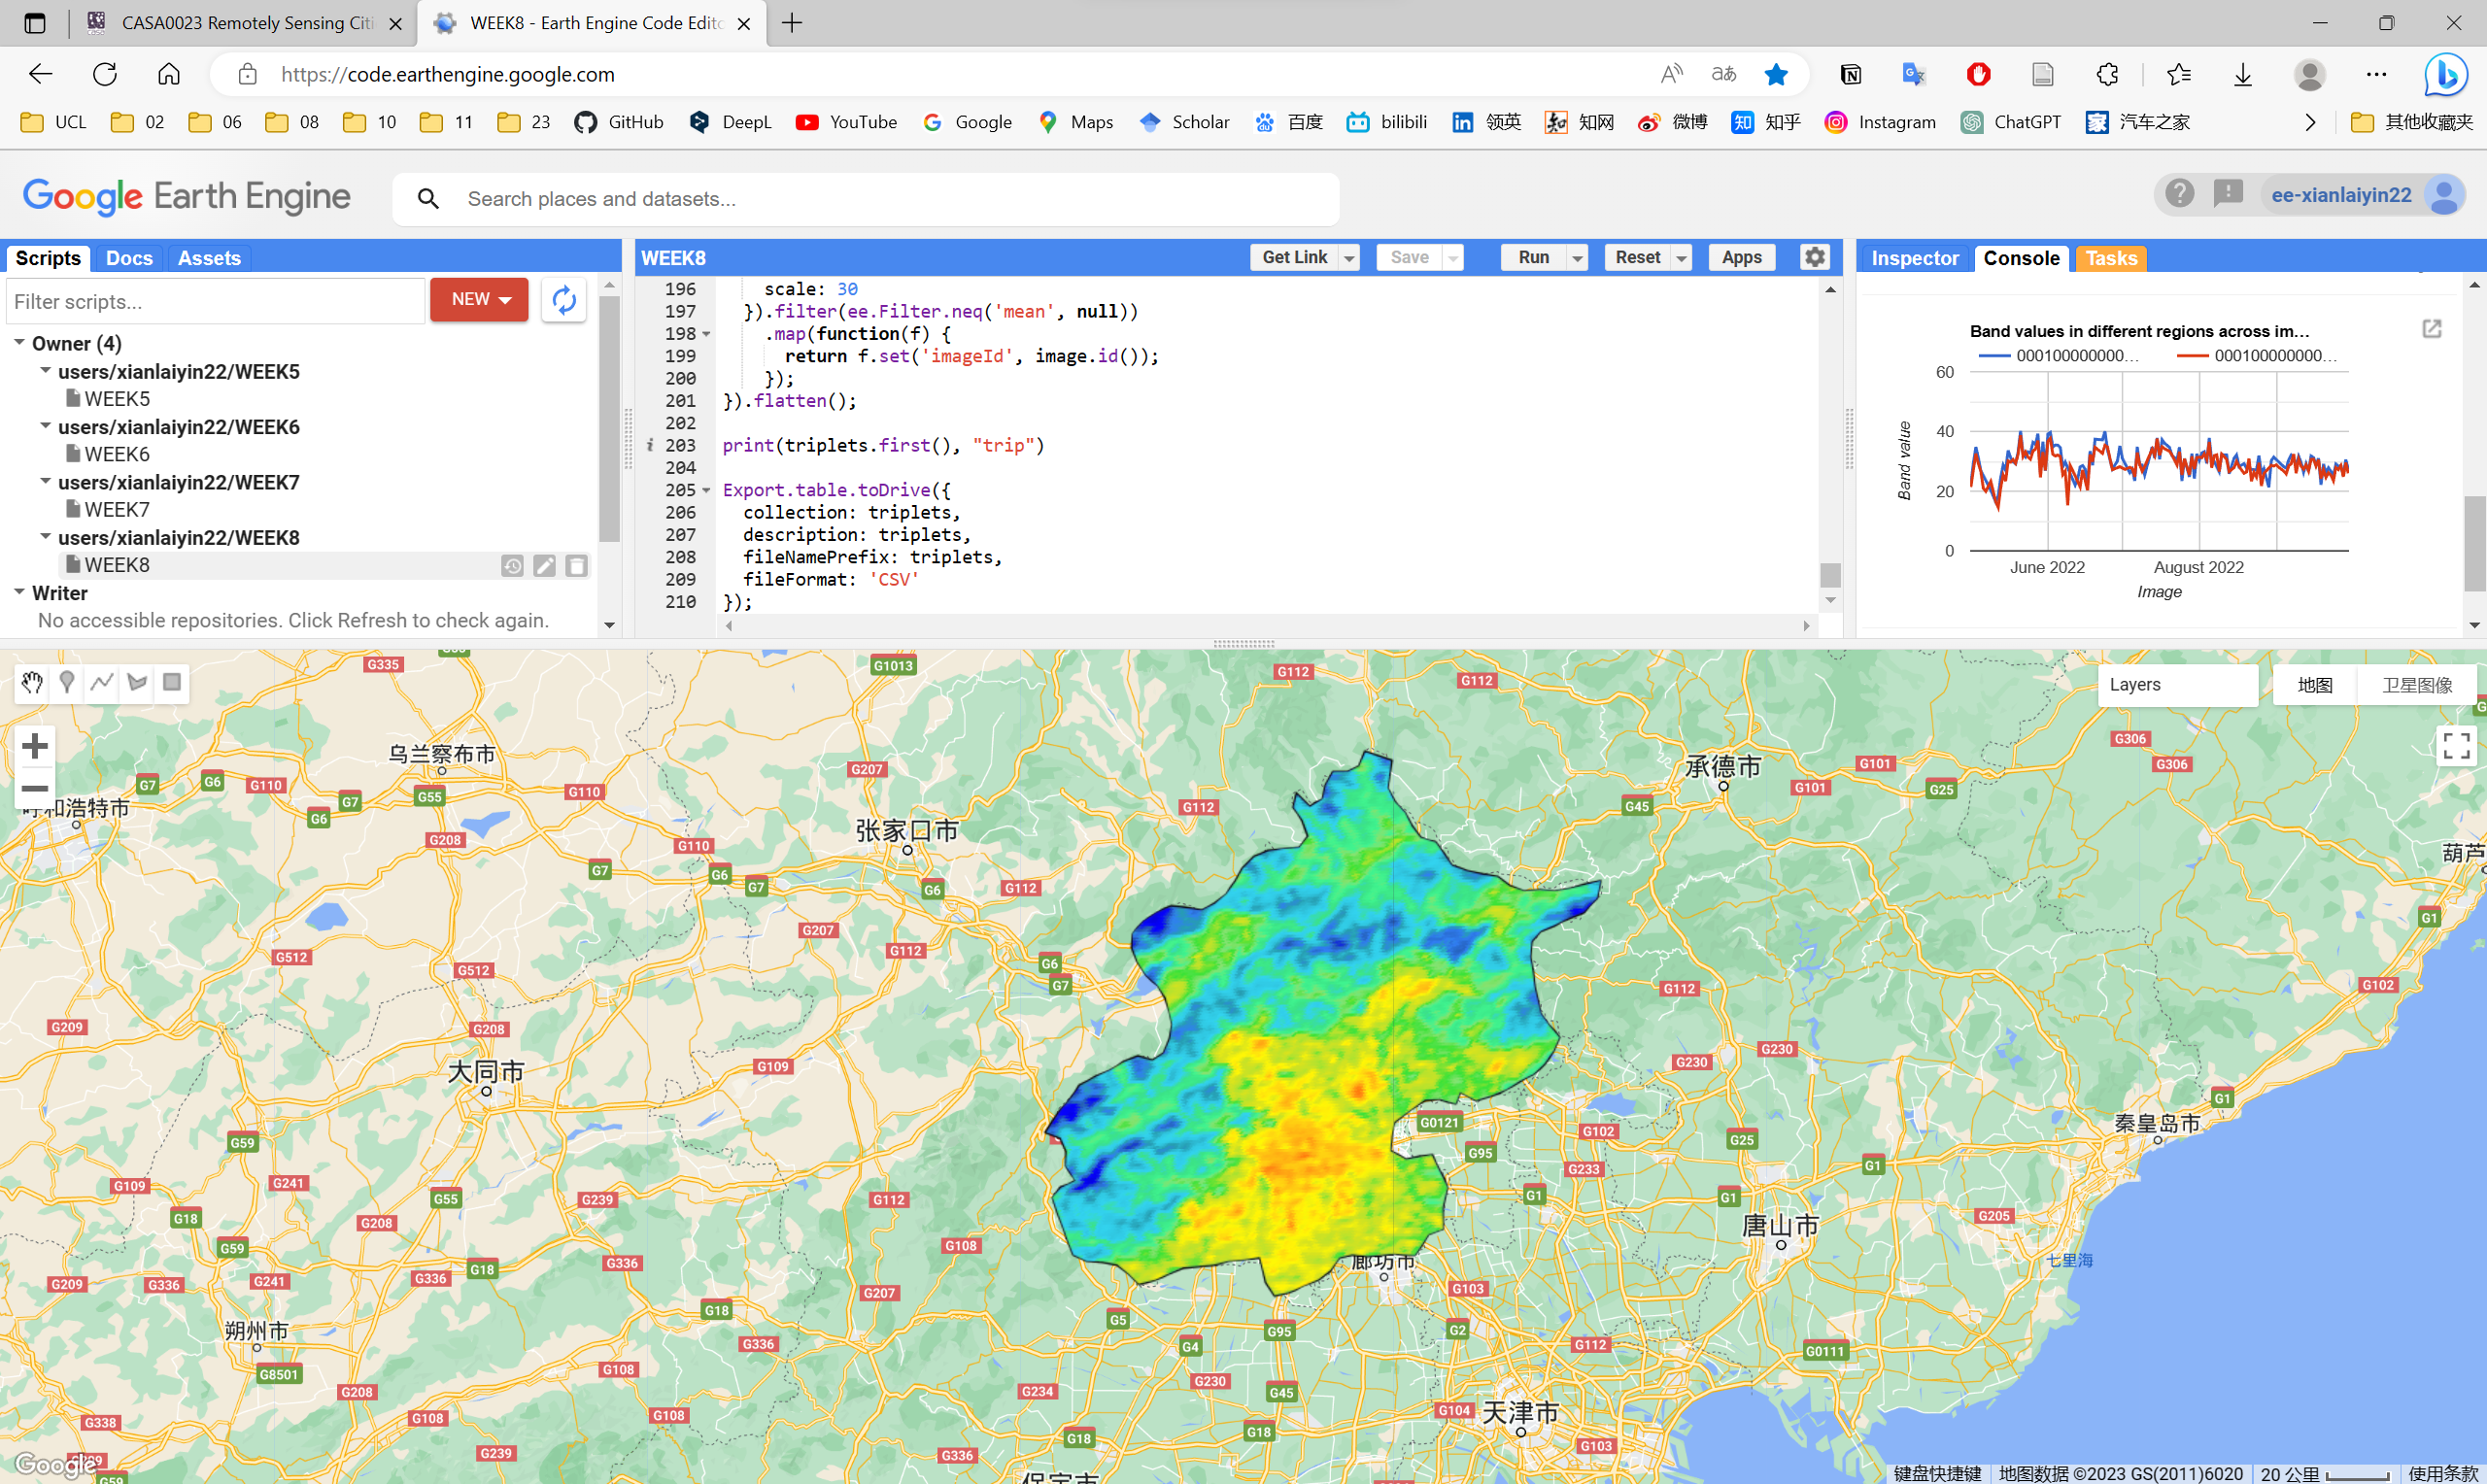 CASA0023 Remotely Sensing Citi
WEEK8 - Earth Engine Code Edito
https://code.earthengine.google.com
UCL 02 06 08 10 11 23 GitHub DeepL YouTube Google Maps Scholar 百度 bilibili 领英 知网 微博 知乎 Instagram ChatGPT 汽车之家 其他收藏夹
Google Earth Engine
Search places and datasets...
ee-xianlaiyin22
Scripts Docs Assets
Filter scripts...
NEW
Owner (4)
users/xianlaiyin22/WEEK5
WEEK5
users/xianlaiyin22/WEEK6
WEEK6
users/xianlaiyin22/WEEK7
WEEK7
users/xianlaiyin22/WEEK8
WEEK8
Writer
No accessible repositories. Click Refresh to check again.
WEEK8
Get Link Save Run Reset Apps
196 scale: 30
197 }).filter(ee.Filter.neq('mean', null))
198 .map(function(f) {
199 return f.set('imageId', image.id());
200 });
201 }).flatten();
202
203 print(triplets.first(), "trip")
204
205 Export.table.toDrive({
206 collection: triplets,
207 description: triplets,
208 fileNamePrefix: triplets,
209 fileFormat: 'CSV'
210 });
Inspector Console Tasks
Band values in different regions across im...
000100000000... 000100000000...
60
40
20
0
Band value
June 2022 August 2022
Image
Layers
地图 卫星图像
G335 G1013 G112 G112
G306 G306
乌兰察布市
承德市
G7 G6 G110 G7 G55 G110 G207 G101 G101 G25
呼和浩特市
G6 G208 G112 G45
张家口市
G110 G7 G6 G7 G6 G112
葫芦
G207 G112 G1
G512 G512 G6 G7 G112 G102
G209 G208 G230 G230
大同市
G109 G1
G59 G0121 G102 G25
秦皇岛市
G95 G233 G1
G109 G241 G55 G239 G112 G1 G1
G18 G208 G205
唐山市
G59 G108
七里海
G209 G336 G241 G336 G18 G336 G207
廊坊市
G103
G18 G5 G95 G2
朔州市
G336 G4 G112 G0111
G8501 G108 G230
G208 G234 G45
G338 G108 G108 G104
天津市
G18 G18
G239 G336 G103
保定市
G59
Google
键盘快捷键 地图数据 ©2023 GS(2011)6020 20 公里 使用条款